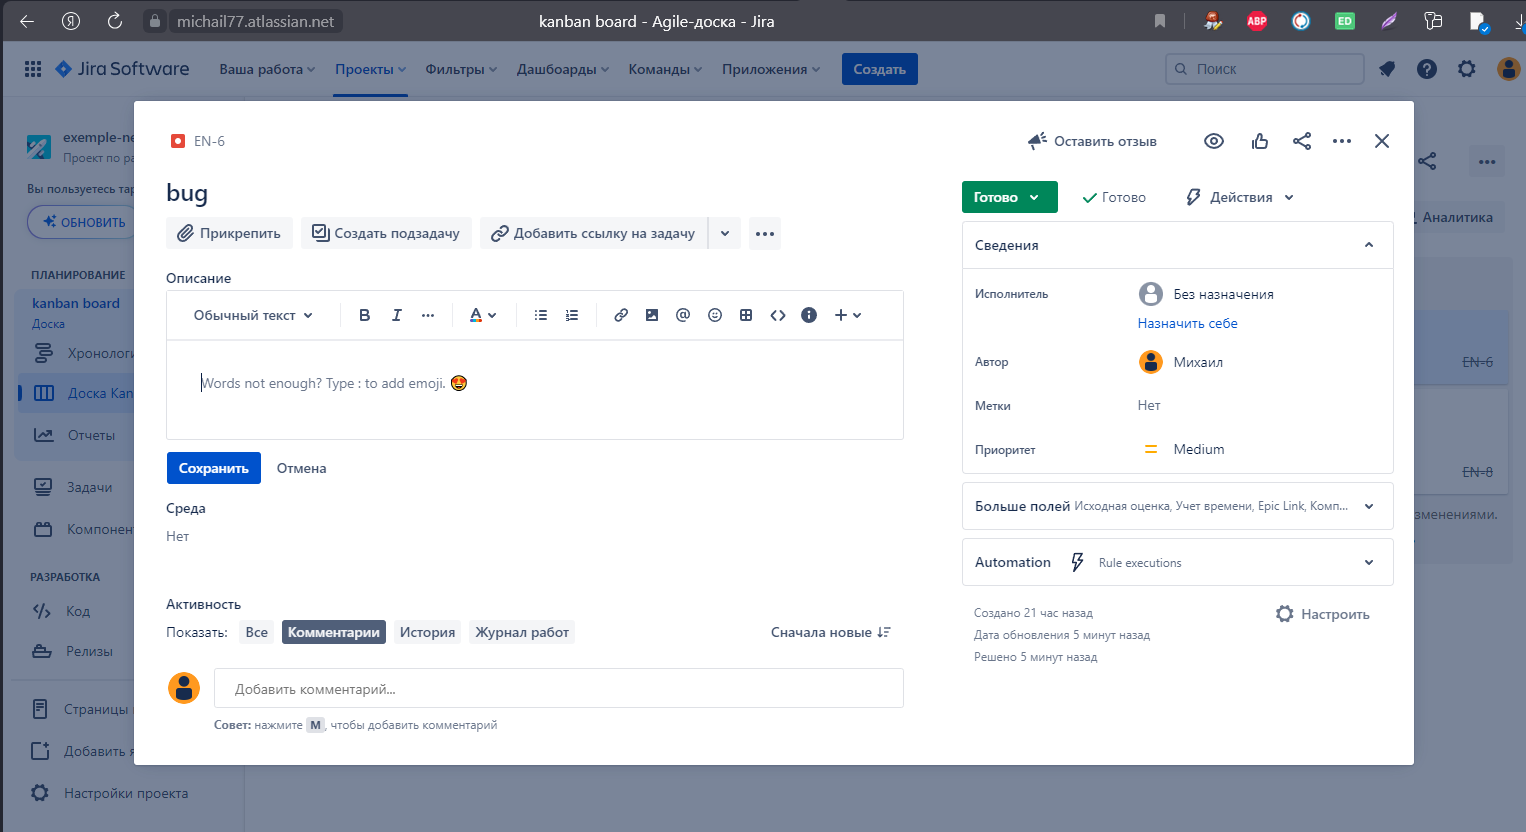 michail77.atlassian.net
kanban board - Agile-доска - Jira
ABP
ED
Jira Software
Ваша работа
Проекты
Фильтры
Дашборды
Команды
Приложения
Создать
Поиск
exemple-ne
Проект по ра
Вы пользуетесь тар
ОБНОВИТЬ
ПЛАНИРОВАНИЕ
kanban board
Доска
Хронологи
Доска Kan
Отчеты
Задачи
Компонен
РАЗРАБОТКА
Код
Релизы
Страницы
Добавить я
Настройки проекта
EN-6
bug
Прикрепить
Создать подзадачу
Добавить ссылку на задачу
Описание
Обычный текст
B
I
A
Words not enough? Type : to add emoji.
Сохранить
Отмена
Среда
Нет
Активность
Показать:
Все
Комментарии
История
Журнал работ
Сначала новые
Добавить комментарий...
Совет: нажмите M, чтобы добавить комментарий
Оставить отзыв
Готово
Готово
Действия
Сведения
Исполнитель
Без назначения
Назначить себе
Автор
Михаил
Метки
Нет
Приоритет
Medium
Больше полей Исходная оценка, Учет времени, Epic Link, Комп...
Automation
Rule executions
Создано 21 час назад
Дата обновления 5 минут назад
Решено 5 минут назад
Настроить
Аналитика
EN-6
EN-8
зменениями.